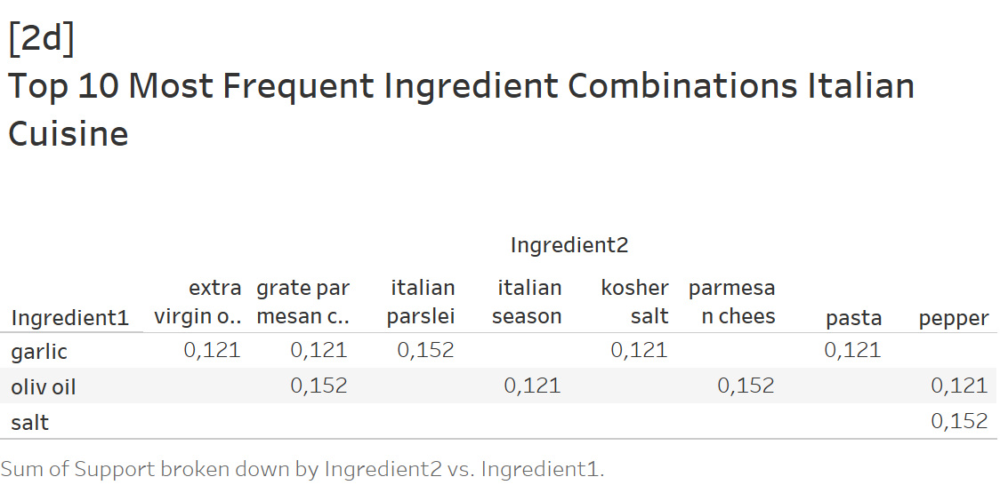 [2d]
Top 10 Most Frequent Ingredient Combinations Italian
Cuisine
Ingredient2
extra grate par italian italian kosher parmesa
Ingredient1 virgin o.. mesan c.. parslei season salt n chees pasta pepper
garlic 0,121 0,121 0,152 0,121 0,121
oliv oil 0,152 0,121 0,152 0,121
salt 0,152
Sum of Support broken down by Ingredient2 vs. Ingredient1.